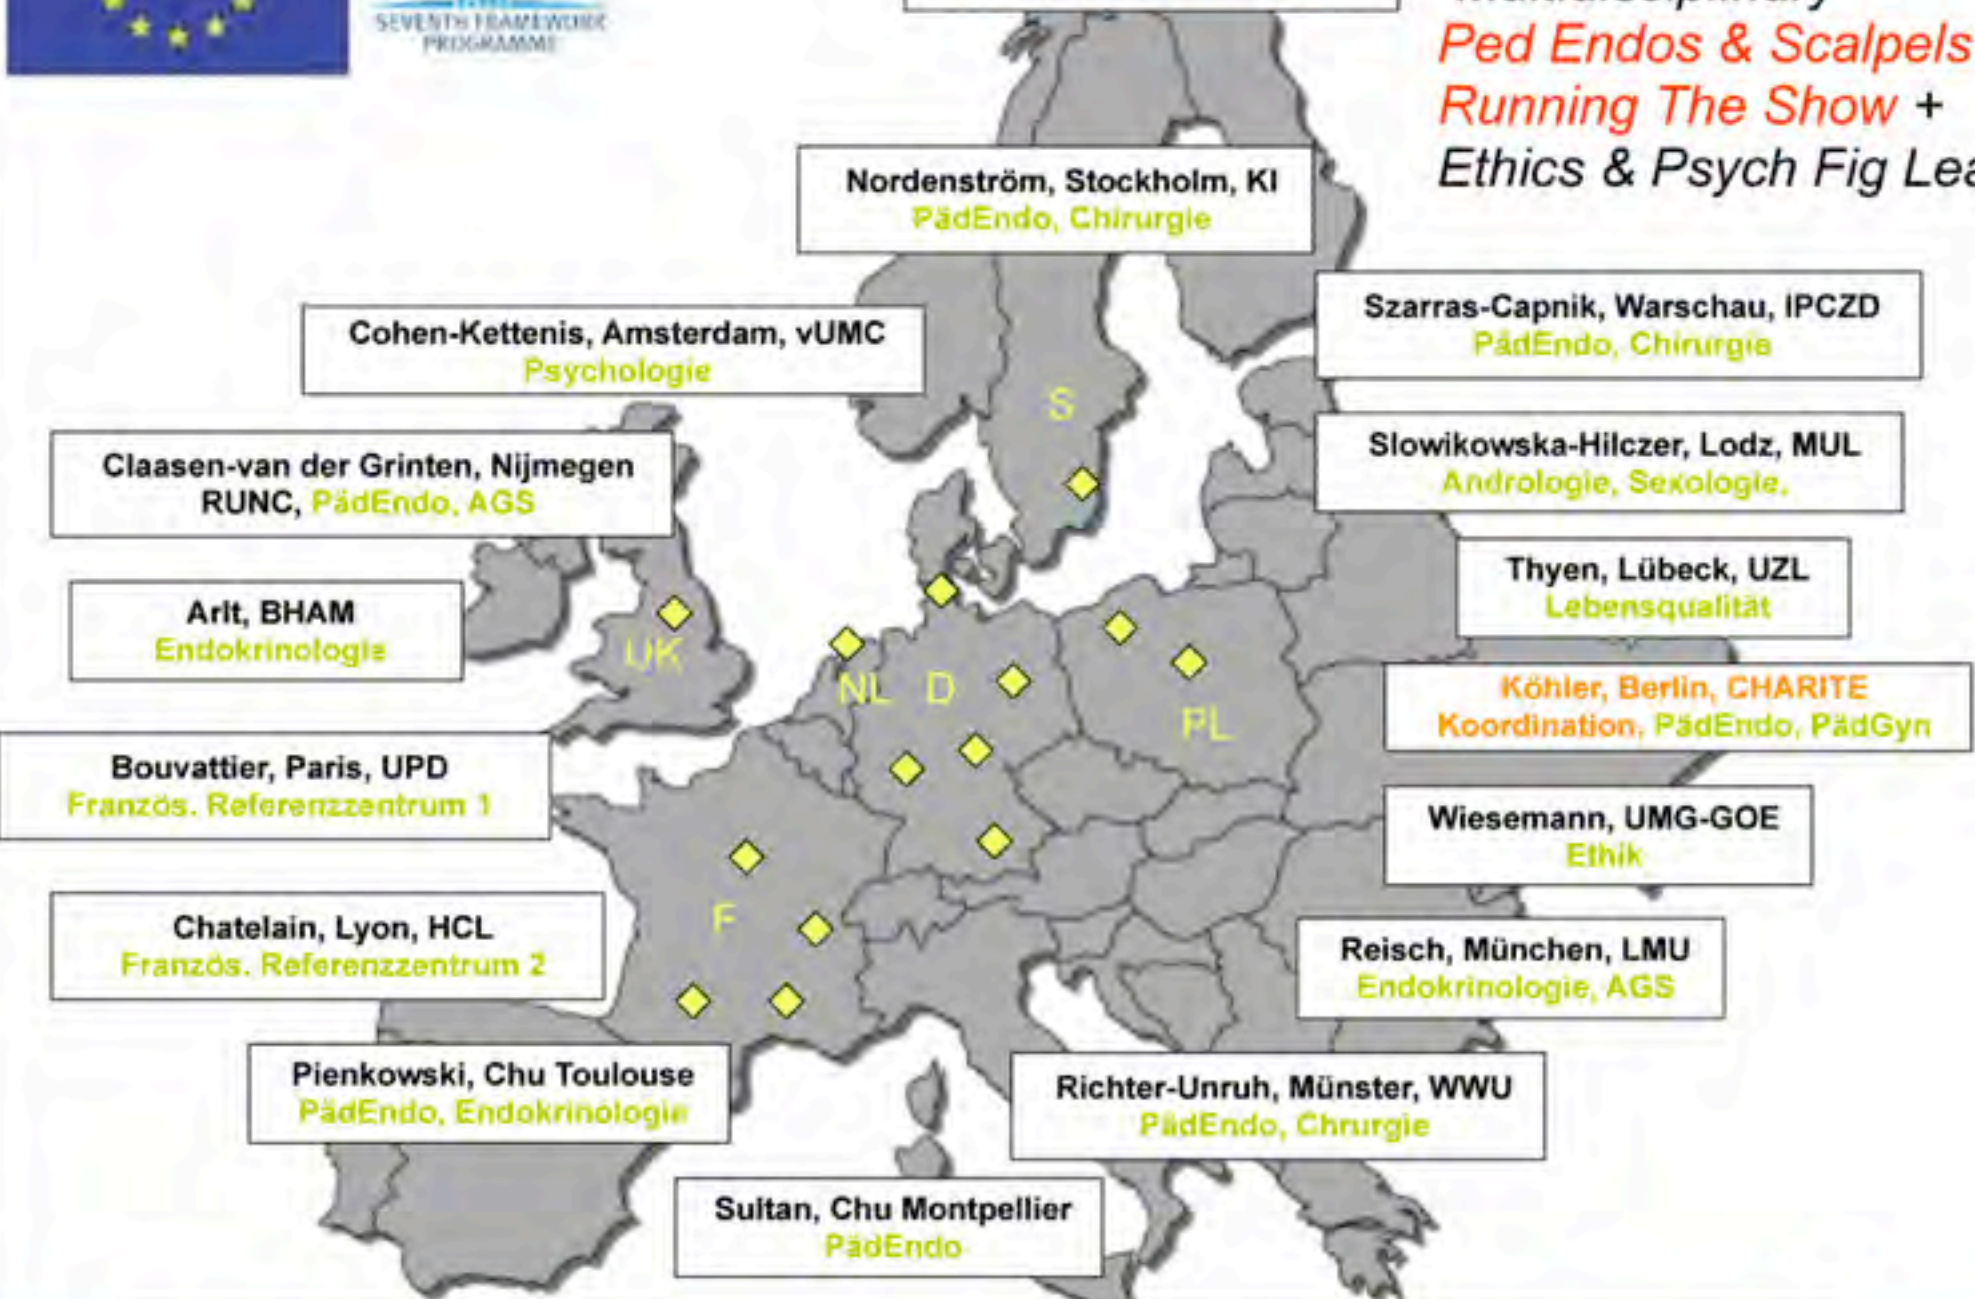 SEVENTH FRAMEWORK
PROGRAMME
Ped Endos & Scalpels
Running The Show +
Ethics & Psych Fig
Nordenström, Stockholm, KI
PädEndo, Chirurgie
Cohen-Kettenis, Amsterdam, vUMC
Psychologie
Szarras-Capnik, Warschau, IPCZD
PädEndo, Chirurgie
S
Claasen-van der Grinten, Nijmegen
RUNC, PädEndo, AGS
Slowikowska-Hilczer, Lodz, MUL
Andrologie, Sexologie,
Thyen, Lübeck, UZL
Lebensqualität
Arlt, BHAM
Endokrinologie
UK
NL
D
PL
Köhler, Berlin, CHARITE
Koordination, PädEndo, PädGyn
Bouvattier, Paris, UPD
Französ. Referenzzentrum 1
Wiesemann, UMG-GOE
Ethik
Chatelain, Lyon, HCL
Französ. Referenzzentrum 2
F
Reisch, München, LMU
Endokrinologie, AGS
Pienkowski, Chu Toulouse
PädEndo, Endokrinologie
Richter-Unruh, Münster, WWU
PädEndo, Chrurgie
Sultan, Chu Montpellier
PädEndo